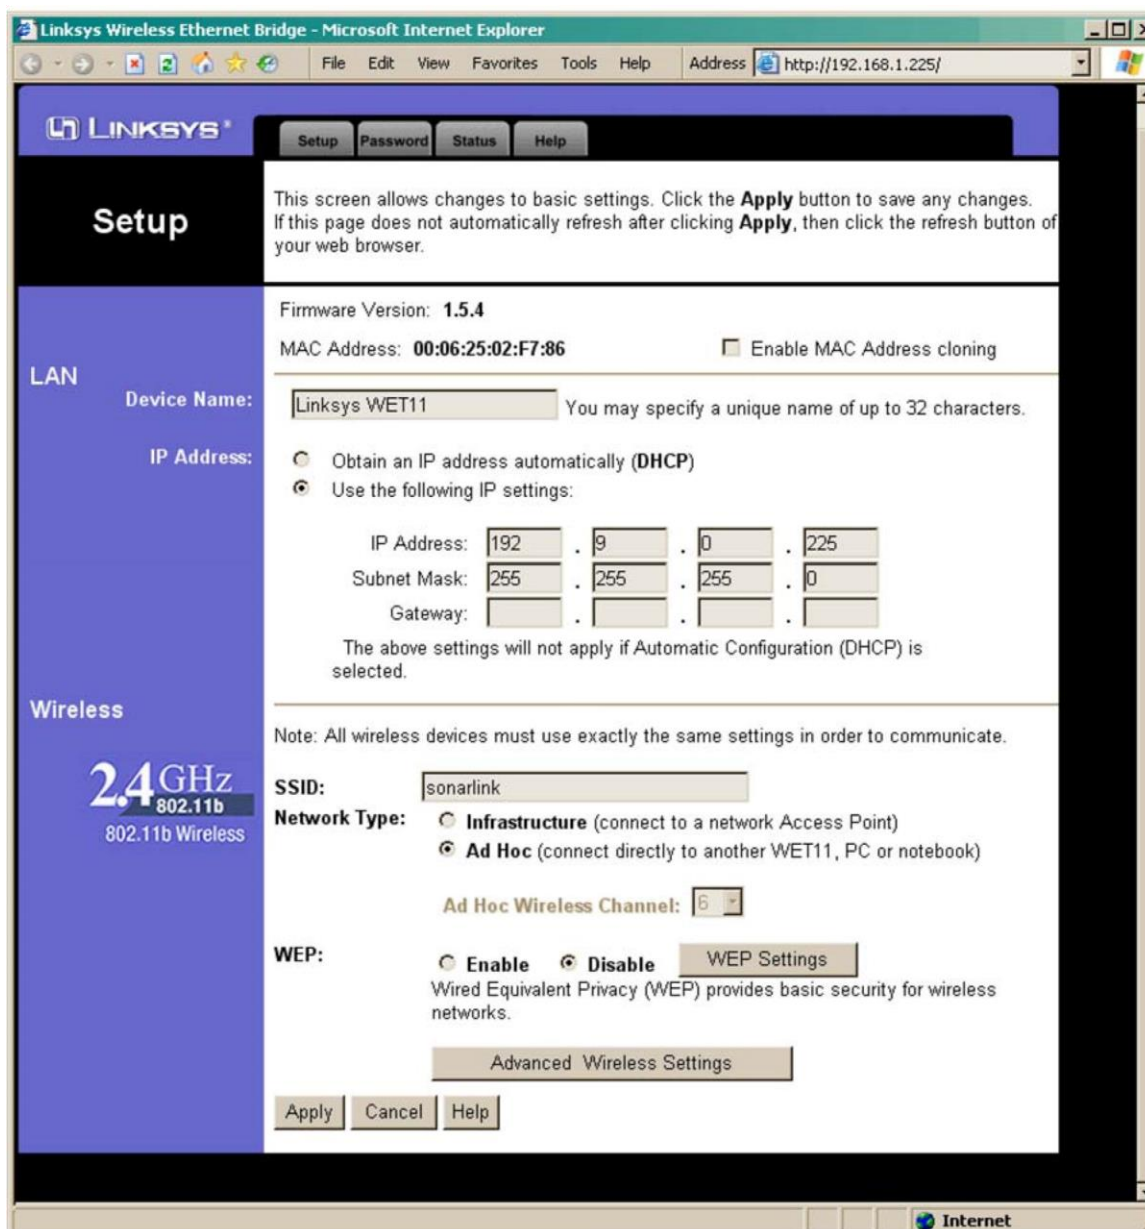 Linksys Wireless Ethernet Bridge - Microsoft Internet Explorer
File Edit View Favorites Tools Help Address http://192.168.1.225/
LINKSYS®
Setup Password Status Help
Setup
This screen allows changes to basic settings. Click the Apply button to save any changes.
If this page does not automatically refresh after clicking Apply, then click the refresh button of
your web browser.
Firmware Version: 1.5.4
MAC Address: 00:06:25:02:F7:86 Enable MAC Address cloning
LAN
Device Name: Linksys WET11 You may specify a unique name of up to 32 characters.
IP Address: Obtain an IP address automatically (DHCP)
Use the following IP settings:
IP Address: 192 . 9 . 0 . 225
Subnet Mask: 255 . 255 . 255 . 0
Gateway: . . .
The above settings will not apply if Automatic Configuration (DHCP) is
selected.
Wireless
Note: All wireless devices must use exactly the same settings in order to communicate.
2.4GHz
802.11b
802.11b Wireless
SSID: sonarlink
Network Type: Infrastructure (connect to a network Access Point)
Ad Hoc (connect directly to another WET11, PC or notebook)
Ad Hoc Wireless Channel: 6
WEP: Enable Disable WEP Settings
Wired Equivalent Privacy (WEP) provides basic security for wireless
networks.
Advanced Wireless Settings
Apply Cancel Help
Internet